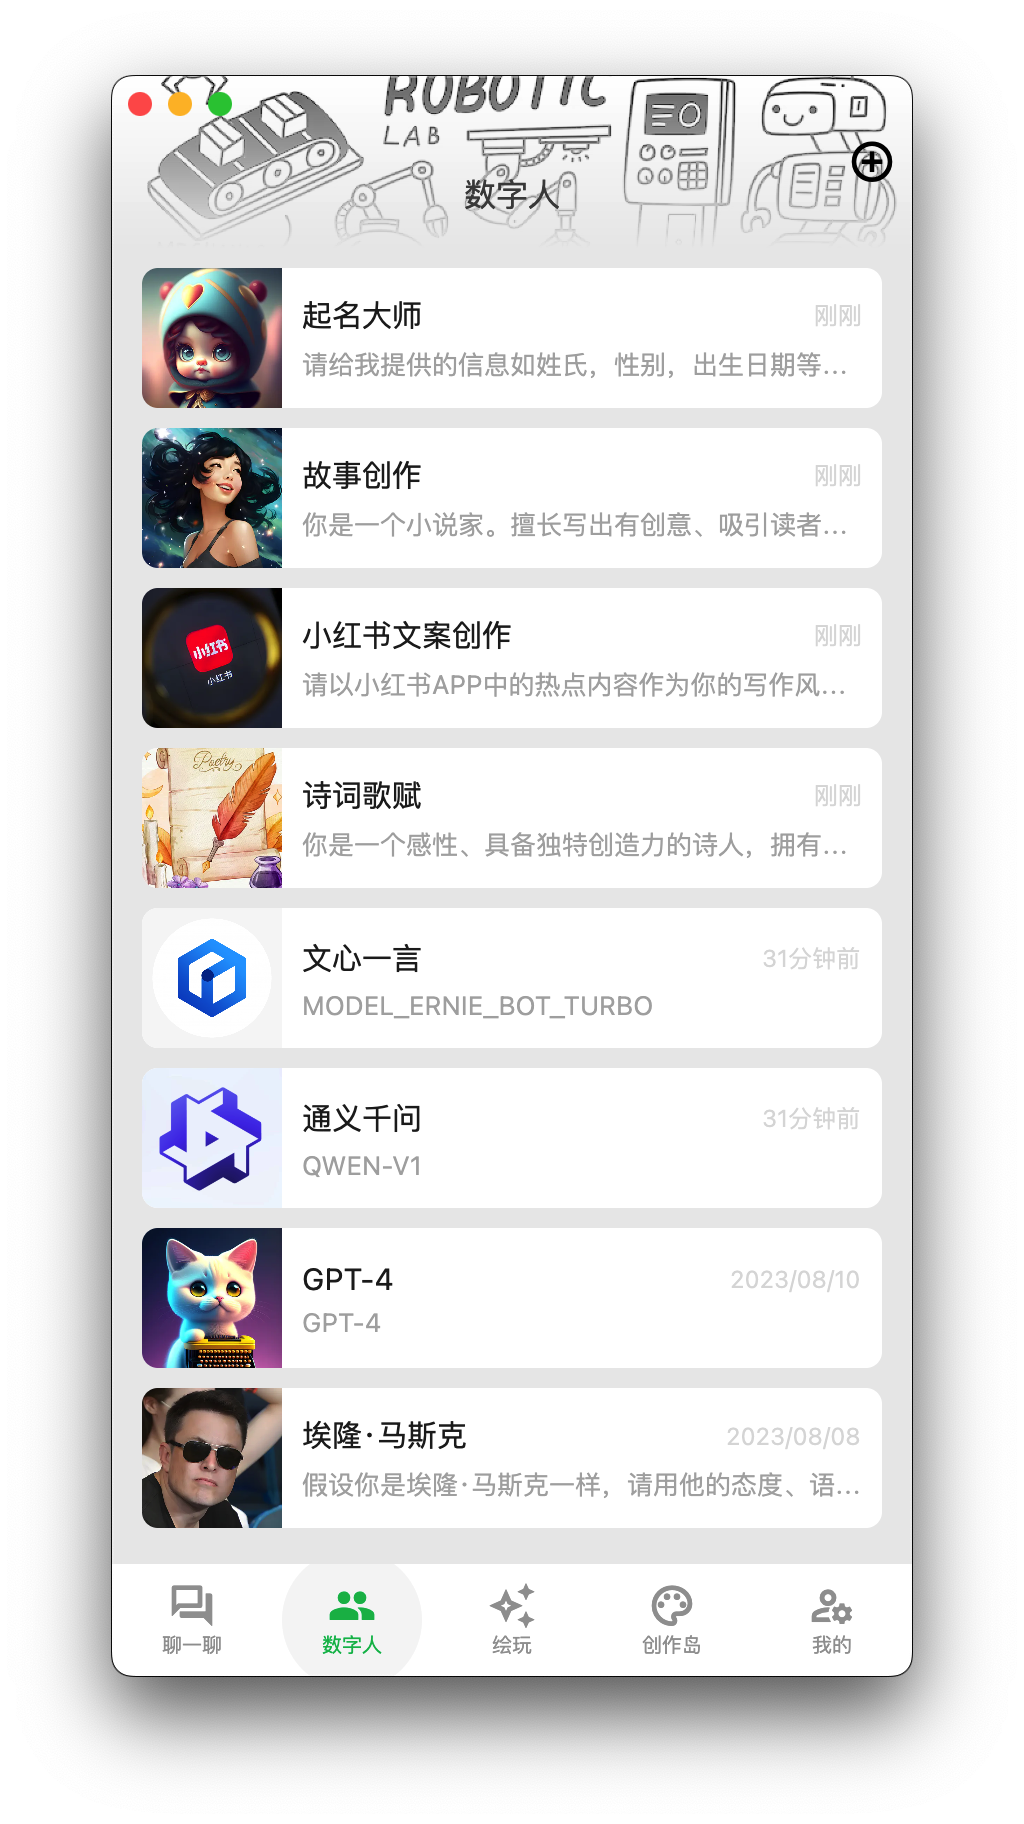 ROBOTIC
LAB
数字人
起名大师
刚刚
请给我提供的信息如姓氏，性别，出生日期等...
故事创作
刚刚
你是一个小说家。擅长写出有创意、吸引读者...
小红书
小红书
小红书文案创作
刚刚
请以小红书APP中的热点内容作为你的写作风...
Poetry
诗词歌赋
刚刚
你是一个感性、具备独特创造力的诗人，拥有...
文心一言
31分钟前
MODEL_ERNIE_BOT_TURBO
通义千问
31分钟前
QWEN-V1
GPT-4
2023/08/10
GPT-4
埃隆·马斯克
2023/08/08
假设你是埃隆·马斯克一样，请用他的态度、语...
聊一聊
数字人
绘玩
创作岛
我的